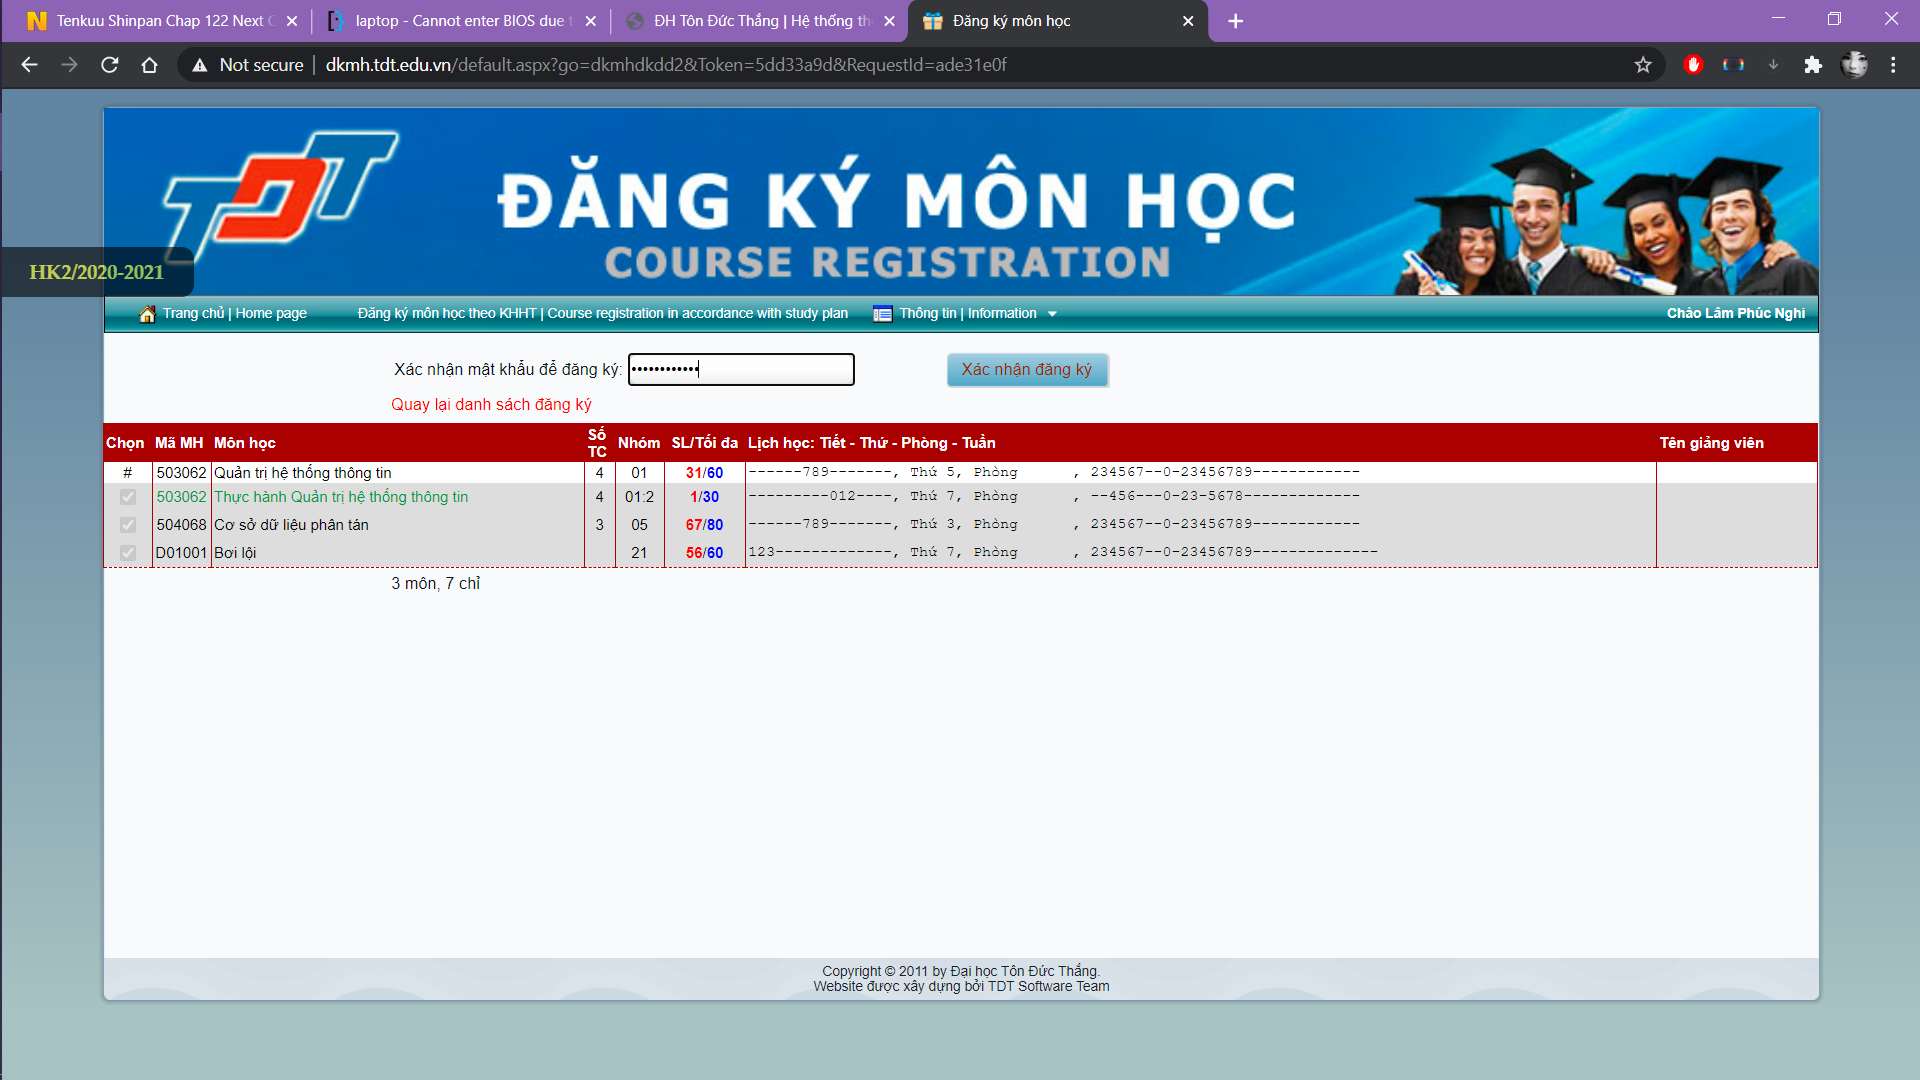 Tenkuu Shinpan Chap 122 Next C
laptop - Cannot enter BIOS due t
ĐH Tôn Đức Thắng | Hệ thống th
Đăng ký môn học
Not secure | dkmh.tdt.edu.vn/default.aspx?go=dkmhdkdd2&Token=5dd33a9d&RequestId=ade31e0f
TDT
ĐĂNG KÝ MÔN HỌC
COURSE REGISTRATION
HK2/2020-2021
Trang chủ | Home page Đăng ký môn học theo KHHT | Course registration in accordance with study plan Thông tin | Information Chào Lâm Phúc Nghi
Xác nhận mật khẩu để đăng ký: •••••••••••• Xác nhận đăng ký
Quay lại danh sách đăng ký
Chọn Mã MH Môn học Số TC Nhóm SL/Tối đa Lịch học: Tiết - Thứ - Phòng - Tuần Tên giảng viên
# 503062 Quản trị hệ thống thông tin 4 01 31/60 ------789-------, Thứ 5, Phòng , 234567--0-23456789------------
503062 Thực hành Quản trị hệ thống thông tin 4 01:2 1/30 ---------012----, Thứ 7, Phòng , --456---0-23-5678-------------
504068 Cơ sở dữ liệu phân tán 3 05 67/80 ------789-------, Thứ 3, Phòng , 234567--0-23456789------------
D01001 Bơi lội 21 56/60 123-------------, Thứ 7, Phòng , 234567--0-23456789--------------
3 môn, 7 chỉ
Copyright © 2011 by Đại học Tôn Đức Thắng.
Website được xây dựng bởi TDT Software Team